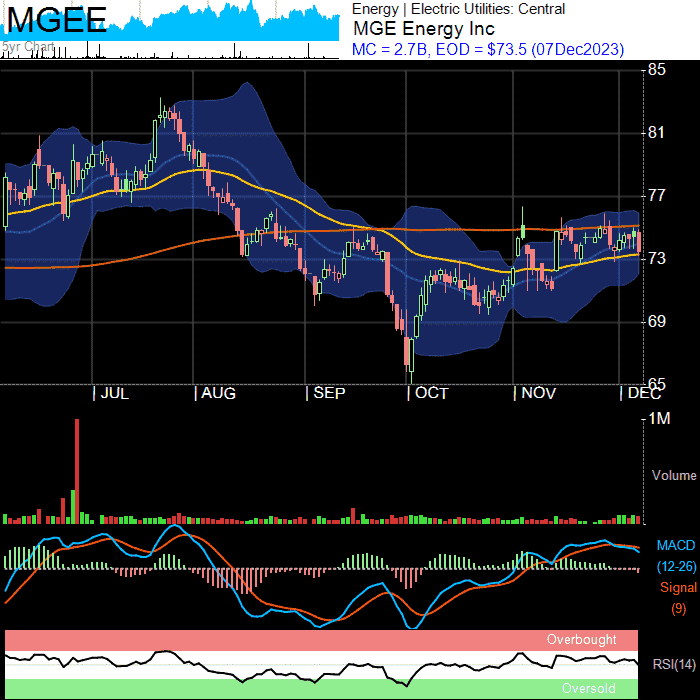 MGEE
5yr Chart
Energy | Electric Utilities: Central
MGE Energy Inc
MC = 2.7B, EOD = $73.5 (07Dec2023)
85
81
77
73
69
65
| JUL | AUG | SEP | OCT | NOV | DEC
1M
Volume
MACD
(12-26)
Signal
(9)
Overbought
RSI(14)
Oversold